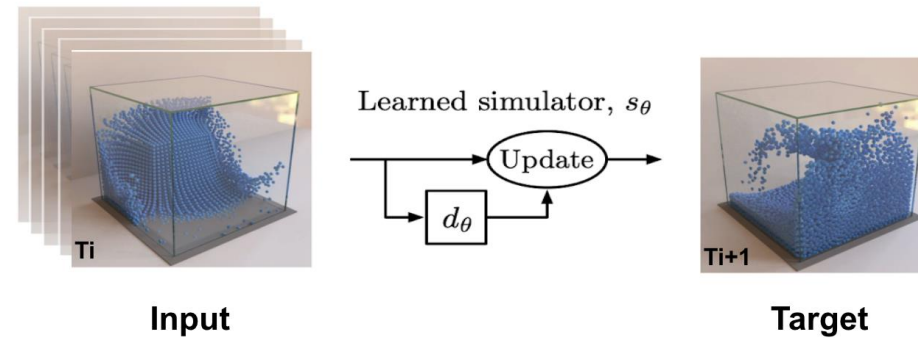 Learned simulator, sθ
Update
dθ
Ti
Ti+1
Input
Target